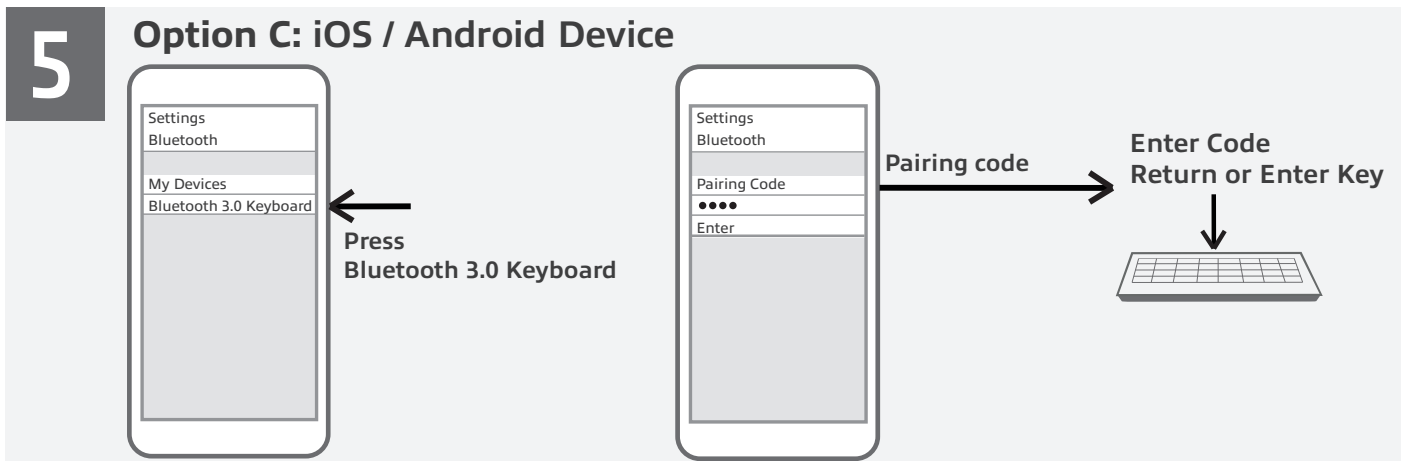 5
Option C: iOS / Android Device
Settings
Bluetooth
My Devices
Bluetooth 3.0 Keyboard
Press
Bluetooth 3.0 Keyboard
Settings
Bluetooth
Pairing Code
●●●●
Enter
Pairing code
Enter Code
Return or Enter Key